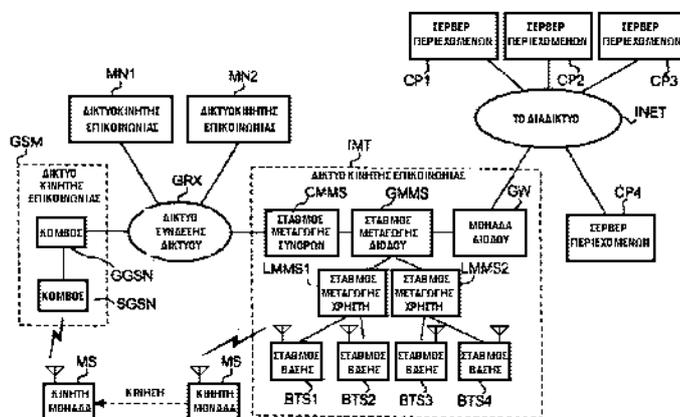 ΣΕΡΒΕΡ
ΠΕΡΙΕΧΟΜΕΝΩΝ
ΣΕΡΒΕΡ
ΠΕΡΙΕΧΟΜΕΝΩΝ
ΣΕΡΒΕΡ
ΠΕΡΙΕΧΟΜΕΝΩΝ
CP1
CP2
CP3
MN1
MN2
ΔΙΚΤΥΟ ΚΙΝΗΤΗΣ
ΕΠΙΚΟΙΝΩΝΙΑΣ
ΔΙΚΤΥΟ ΚΙΝΗΤΗΣ
ΕΠΙΚΟΙΝΩΝΙΑΣ
ΤΟ ΔΙΑΔΙΚΤΥΟ
INET
GSM
ΔΙΚΤΥΟ
ΚΙΝΗΤΗΣ
ΕΠΙΚΟΙΝΩΝΙΑΣ
GRX
IMT
ΔΙΚΤΥΟ ΚΙΝΗΤΗΣ ΕΠΙΚΟΙΝΩΝΙΑΣ
CMMS
GMMS
GW
CP4
ΚΟΜΒΟΣ
ΔΙΚΤΥΟ
ΣΥΝΔΕΣΗΣ
ΔΙΚΤΥΟΥ
ΣΤΑΘΜΟΣ
ΜΕΤΑΓΩΓΗΣ
ΣΥΝΟΡΩΝ
ΣΤΑΘΜΟΣ
ΜΕΤΑΓΩΓΗΣ
ΔΙΟΔΟΥ
ΜΟΝΑΔΑ
ΔΙΟΔΟΥ
ΣΕΡΒΕΡ
ΠΕΡΙΕΧΟΜΕΝΩΝ
GGSN
LMMS1
LMMS2
ΚΟΜΒΟΣ
SGSN
ΣΤΑΘΜΟΣ
ΜΕΤΑΓΩΓΗΣ
ΧΡΗΣΤΗ
ΣΤΑΘΜΟΣ
ΜΕΤΑΓΩΓΗΣ
ΧΡΗΣΤΗ
MS
MS
ΣΤΑΘΜΟΣ
ΒΑΣΗΣ
ΣΤΑΘΜΟΣ
ΒΑΣΗΣ
ΣΤΑΘΜΟΣ
ΒΑΣΗΣ
ΣΤΑΘΜΟΣ
ΒΑΣΗΣ
ΚΙΝΗΤΗ
ΜΟΝΑΔΑ
ΚΙΝΗΣΗ
ΚΙΝΗΤΗ
ΜΟΝΑΔΑ
BTS1
BTS2
BTS3
BTS4